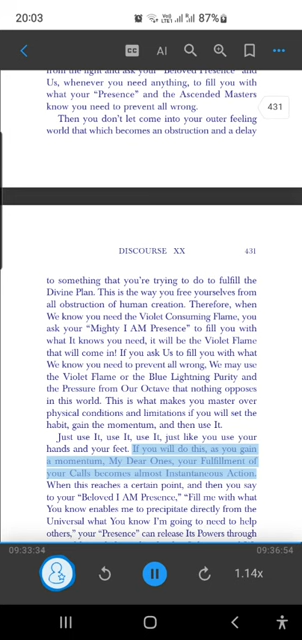 20:03
87%
CC
AI
from the light and ask your "Beloved Presence" and
Us, whenever you need anything, to fill you with
what your "Presence" and the Ascended Masters
know you need to prevent all wrong.
431
Then you don't let come into your outer feeling
world that which becomes an obstruction and a delay
DISCOURSE XX 431
to something that you're trying to do to fulfill the
Divine Plan. This is the way you free yourselves from
all obstruction of human creation. Therefore, when
We know you need the Violet Consuming Flame, you
ask your "Mighty I AM Presence" to fill you with
what It knows you need, it will be the Violet Flame
that will come in! If you ask Us to fill you with what
We know you need to prevent all wrong, We may use
the Violet Flame or the Blue Lightning Purity and
the Pressure from Our Octave that nothing opposes
in this world. This is what makes you master over
physical conditions and limitations if you will set the
habit, gain the momentum, and then use It.
Just use It, use It, use It, just like you use your
hands and your feet. If you will do this, as you gain
a momentum, My Dear Ones, your Fulfillment of
your Calls becomes almost Instantaneous Action.
When this reaches a certain point, and then you say
to your "Beloved I AM Presence," "Fill me with what
You know enables me to precipitate directly from the
Universal what You know I'm going to need to help
others," your "Presence" can release Its Powers through
09:33:34
09:36:54
1.14x